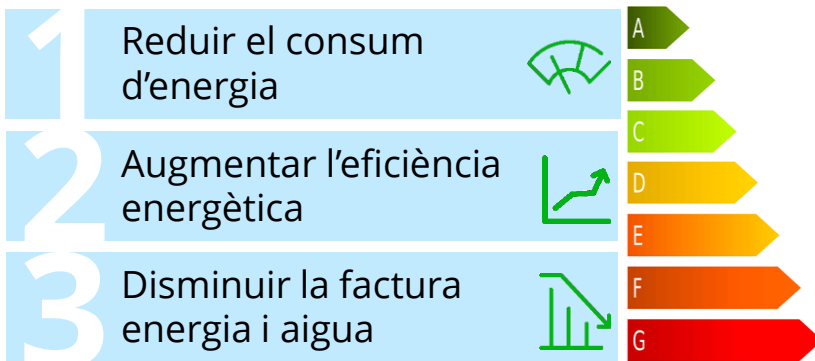 1
Reduir el consum
d’energia
2
Augmentar l’eficiència
energètica
3
Disminuir la factura
energia i aigua
A
B
C
D
E
F
G